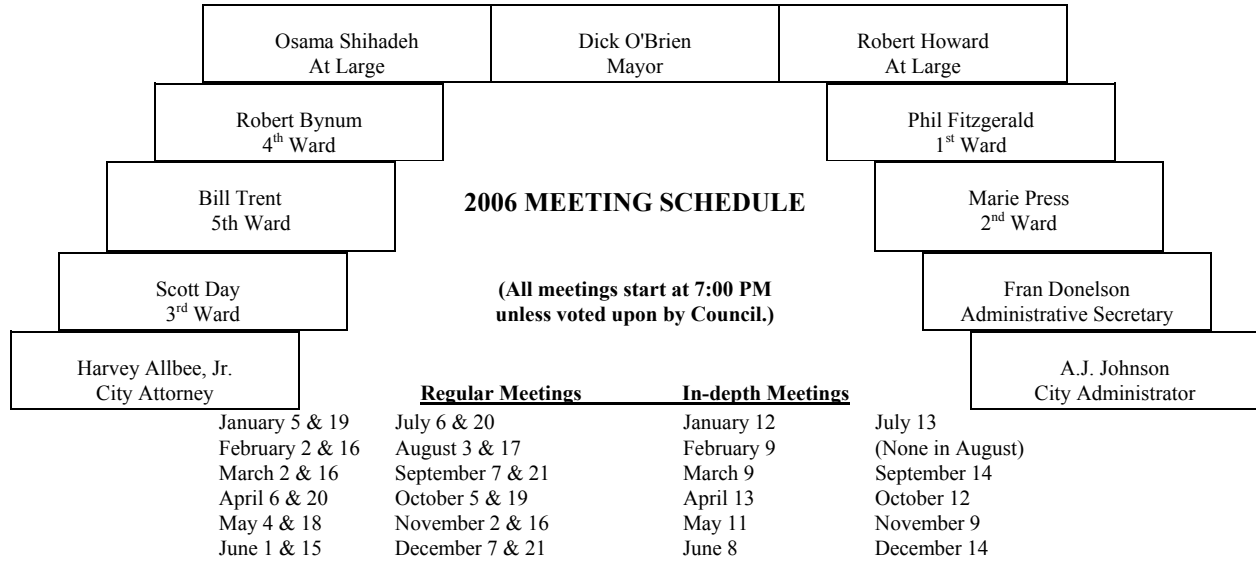 Osama Shihadeh
At Large
Dick O'Brien
Mayor
Robert Howard
At Large
Robert Bynum
4th Ward
Phil Fitzgerald
1st Ward
Bill Trent
5th Ward
2006 MEETING SCHEDULE
Marie Press
2nd Ward
Scott Day
3rd Ward
(All meetings start at 7:00 PM
unless voted upon by Council.)
Fran Donelson
Administrative Secretary
Harvey Allbee, Jr.
City Attorney
A.J. Johnson
City Administrator
Regular Meetings In-depth Meetings
January 5 & 19 July 6 & 20 January 12 July 13
February 2 & 16 August 3 & 17 February 9 (None in August)
March 2 & 16 September 7 & 21 March 9 September 14
April 6 & 20 October 5 & 19 April 13 October 12
May 4 & 18 November 2 & 16 May 11 November 9
June 1 & 15 December 7 & 21 June 8 December 14